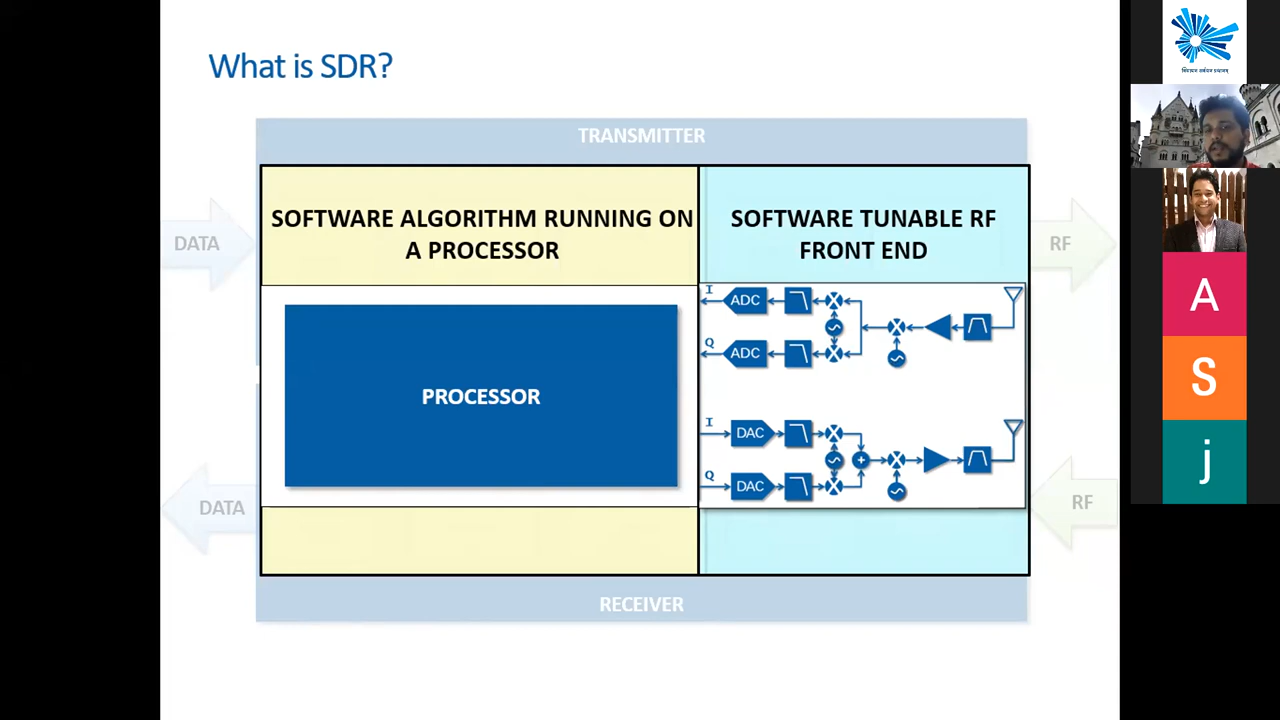 What is SDR?
TRANSMITTER
SOFTWARE ALGORITHM RUNNING ON
A PROCESSOR
SOFTWARE TUNABLE RF
FRONT END
DATA
RF
I
ADC
Q
ADC
PROCESSOR
I
DAC
Q
DAC
DATA
RF
RECEIVER
A
S
j